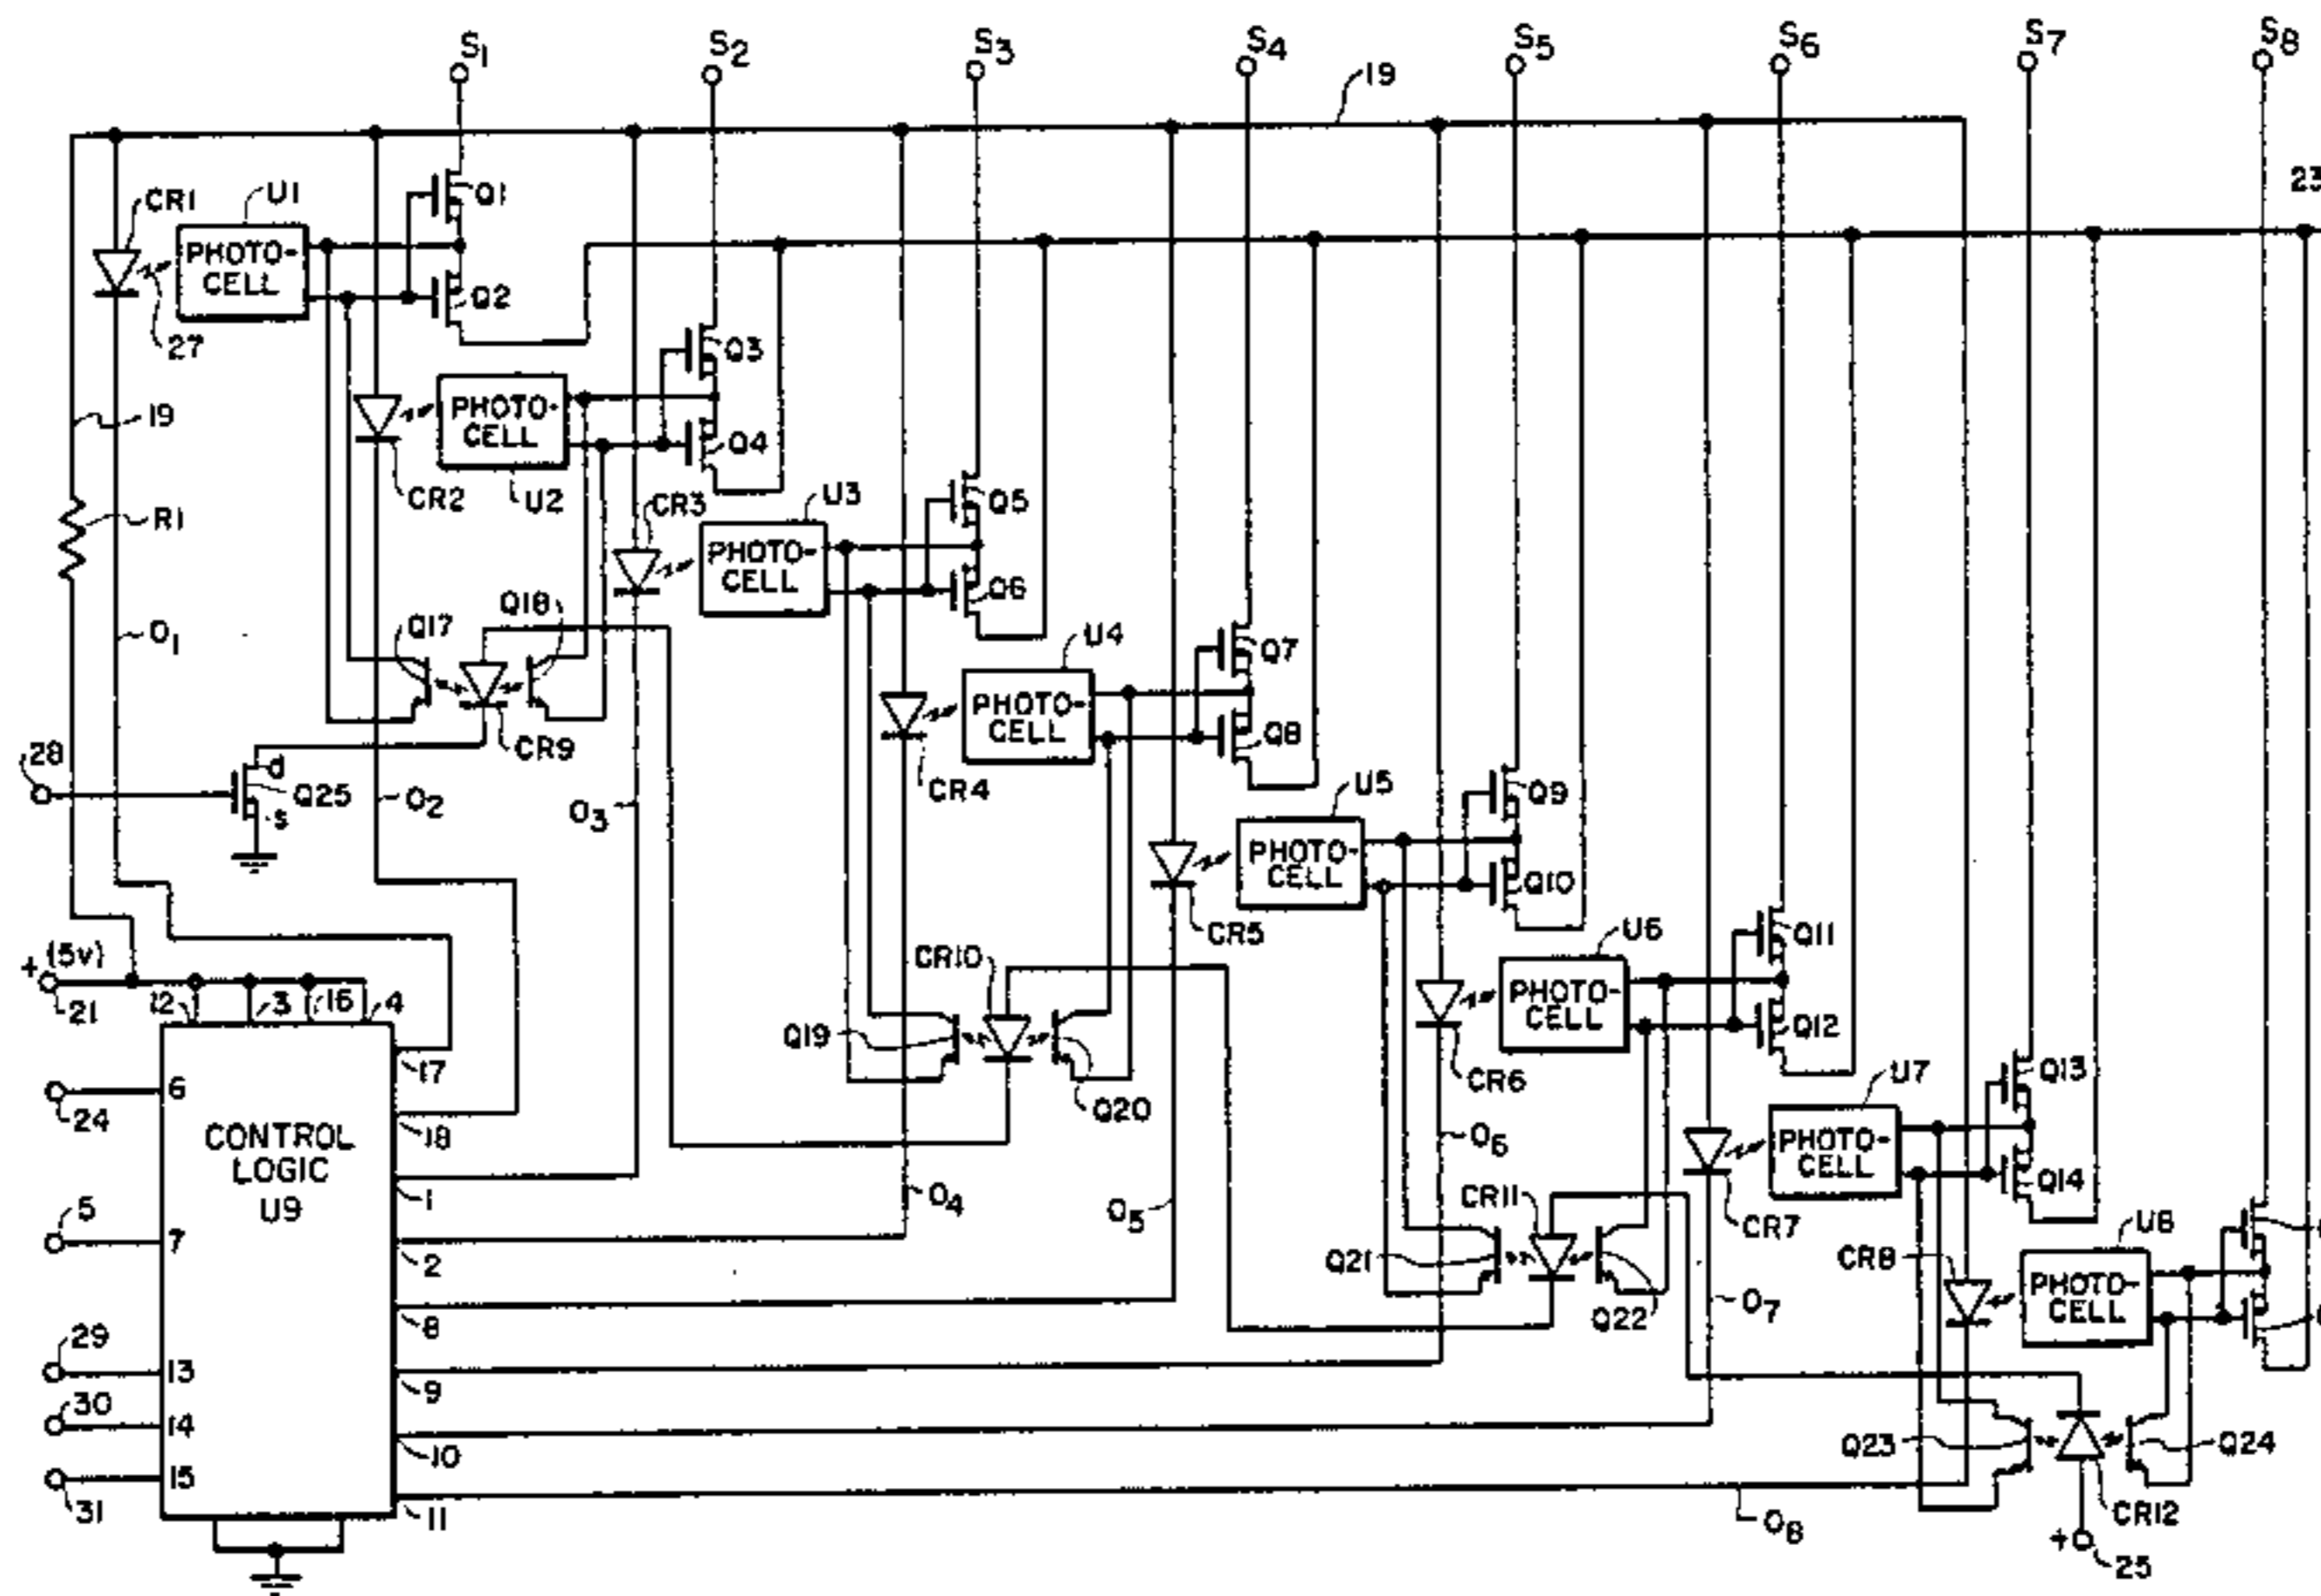 S1
S2
S3
S4
S5
S6
S7
S8
19
23
CR1
U1
PHOTO-
CELL
Q1
Q2
27
19
R1
Q3
PHOTO-
CELL
Q4
CR2
U2
CR3
U3
PHOTO-
CELL
Q5
Q6
O1
Q17
Q18
CR9
U4
PHOTO-
CELL
Q7
Q8
CR4
28
d
Q25
s
O2
O3
U5
PHOTO-
CELL
Q9
Q10
CR5
+ (5v)
21
12
3
16
4
CR10
Q19
Q20
U6
PHOTO-
CELL
Q11
Q12
CR6
17
6
24
18
CONTROL
LOGIC
U9
U7
PHOTO-
CELL
Q13
Q14
CR7
O6
5
7
1
2
O4
O5
CR11
Q21
Q22
O7
CR8
U8
PHOTO-
CELL
8
29
13
9
30
14
10
31
15
11
Q23
Q24
O8
CR12
+
25